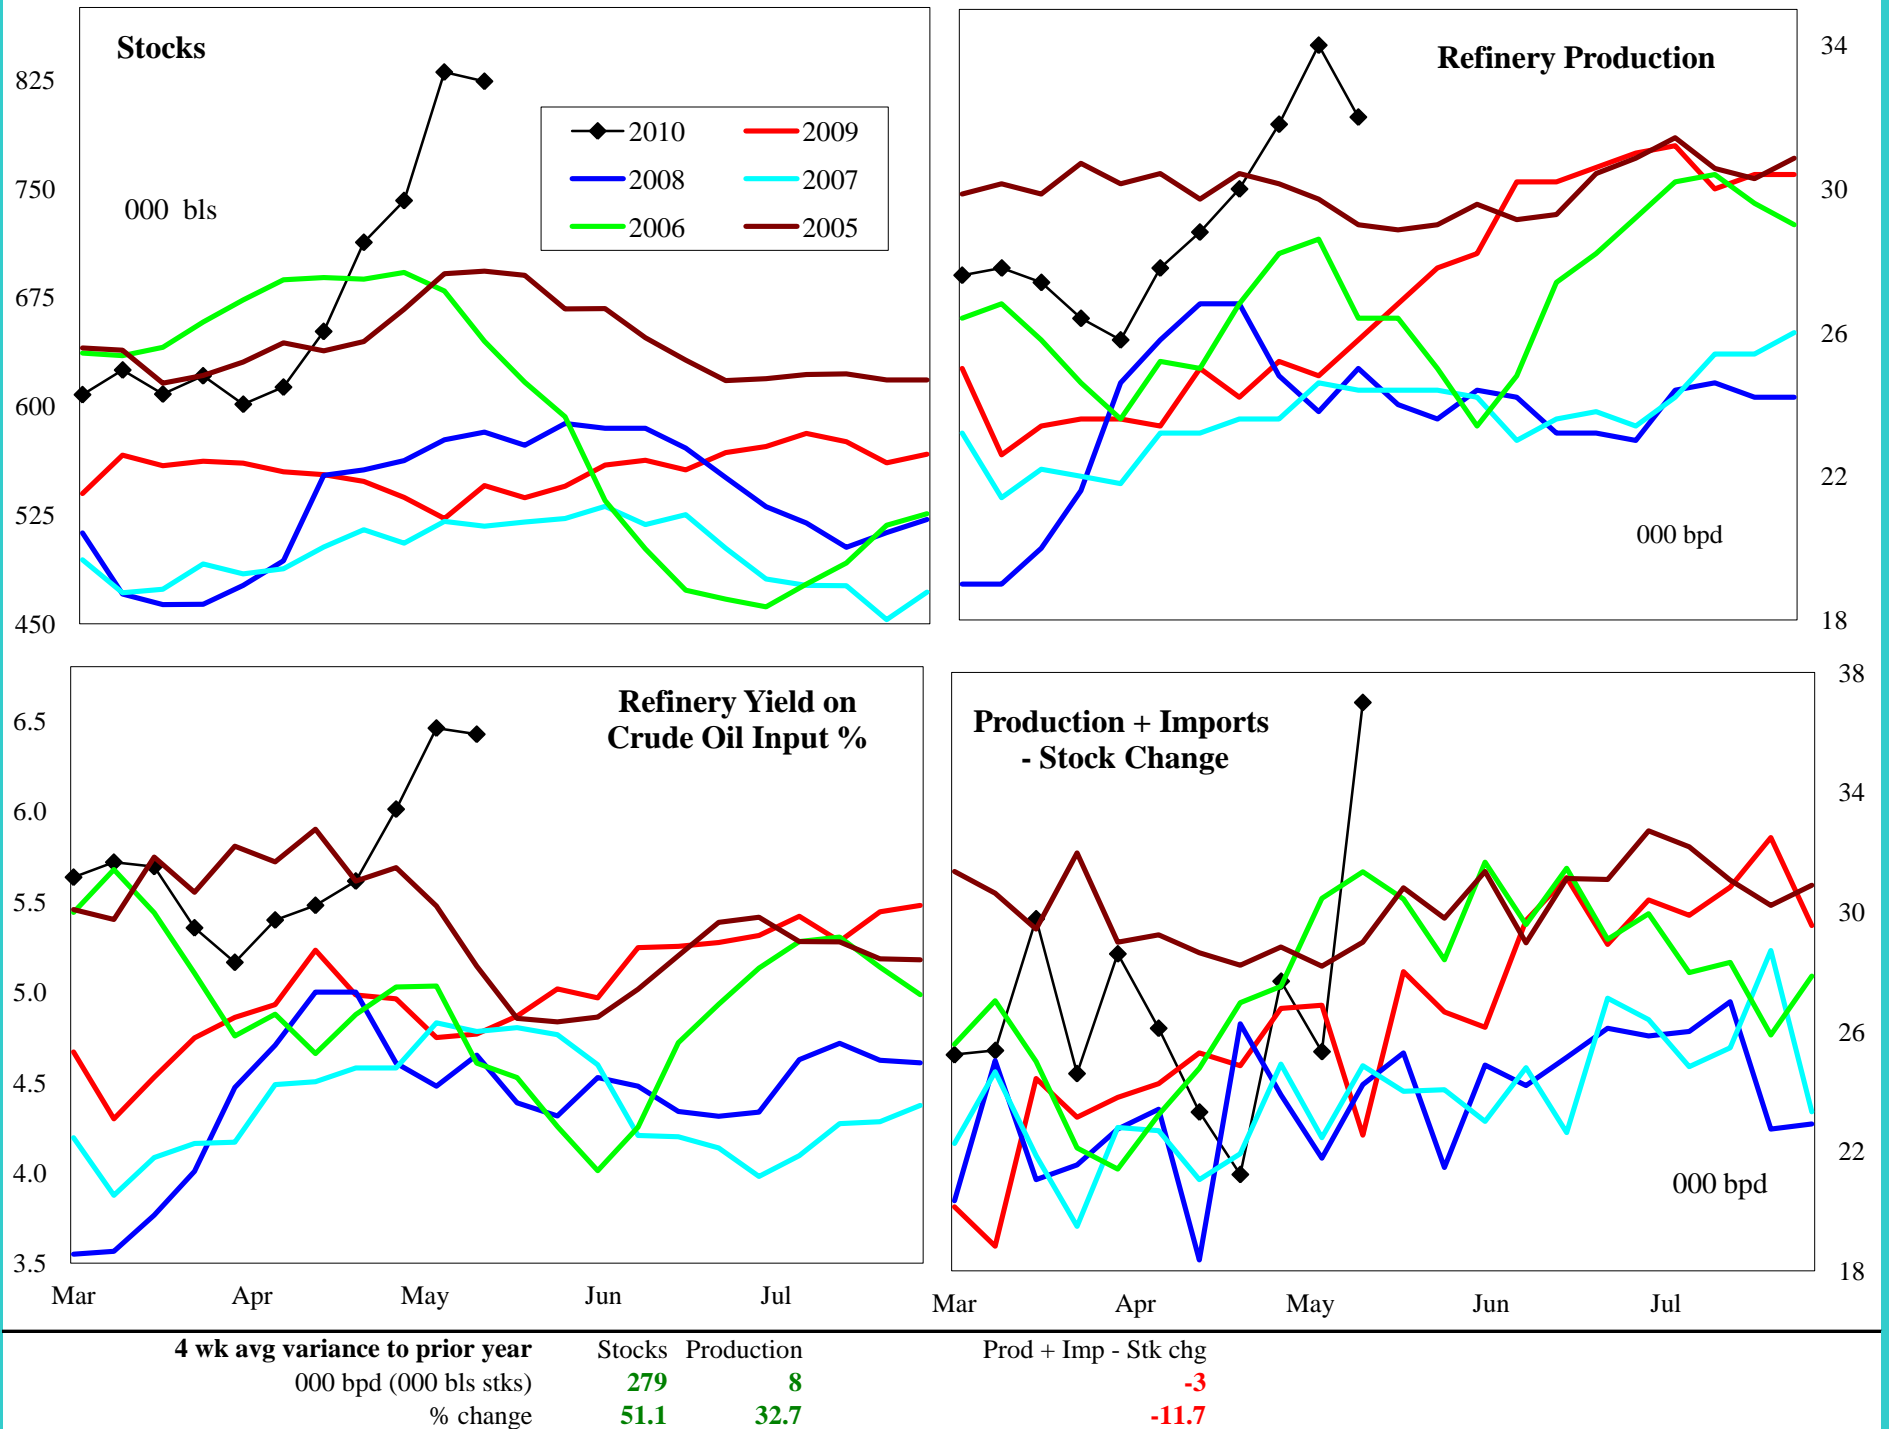 Stocks
825
750
675
600
525
450
000 bls
2010 2009
2008 2007
2006 2005
Refinery Production
34
30
26
22
18
000 bpd
Refinery Yield on
Crude Oil Input %
6.5
6.0
5.5
5.0
4.5
4.0
3.5
Mar Apr May Jun Jul
Production + Imports
- Stock Change
38
34
30
26
22
18
000 bpd
Mar Apr May Jun Jul
4 wk avg variance to prior year Stocks Production Prod + Imp - Stk chg
000 bpd (000 bls stks) 279 8 -3
% change 51.1 32.7 -11.7